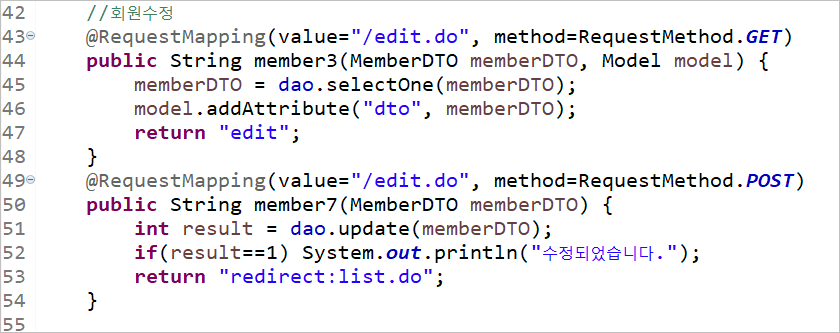 42 //회원수정
43 @RequestMapping(value="/edit.do", method=RequestMethod.GET)
44 public String member3(MemberDTO memberDTO, Model model) {
45 memberDTO = dao.selectOne(memberDTO);
46 model.addAttribute("dto", memberDTO);
47 return "edit";
48 }
49 @RequestMapping(value="/edit.do", method=RequestMethod.POST)
50 public String member7(MemberDTO memberDTO) {
51 int result = dao.update(memberDTO);
52 if(result==1) System.out.println("수정되었습니다.");
53 return "redirect:list.do";
54 }
55